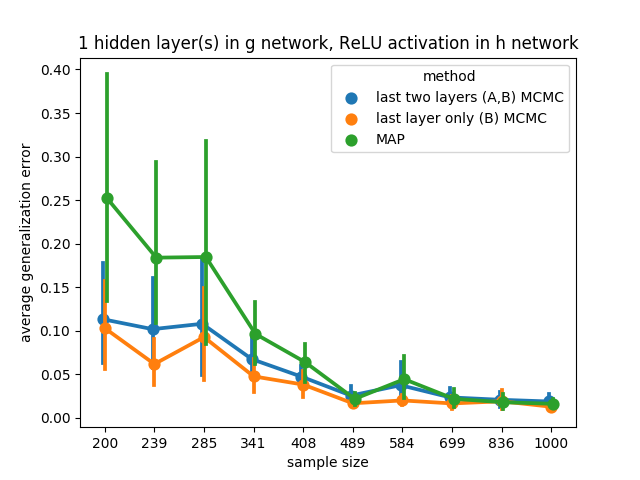 1 hidden layer(s) in g network, ReLU activation in h network
method
last two layers (A,B) MCMC
last layer only (B) MCMC
MAP
average generalization error
0.40
0.35
0.30
0.25
0.20
0.15
0.10
0.05
0.00
200 239 285 341 408 489 584 699 836 1000
sample size